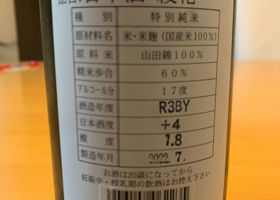 種別 特別純米
原材料名 米・米麹(国産米100%)
原料米 山田錦100%
精米歩合 60%
アルコール分 17度
酒造年度 R3BY
日本酒度 +4
酸度 1.8
製造年月 2022.7.
お酒は20歳になってから
妊娠中・授乳期の飲酒はお控え下さい